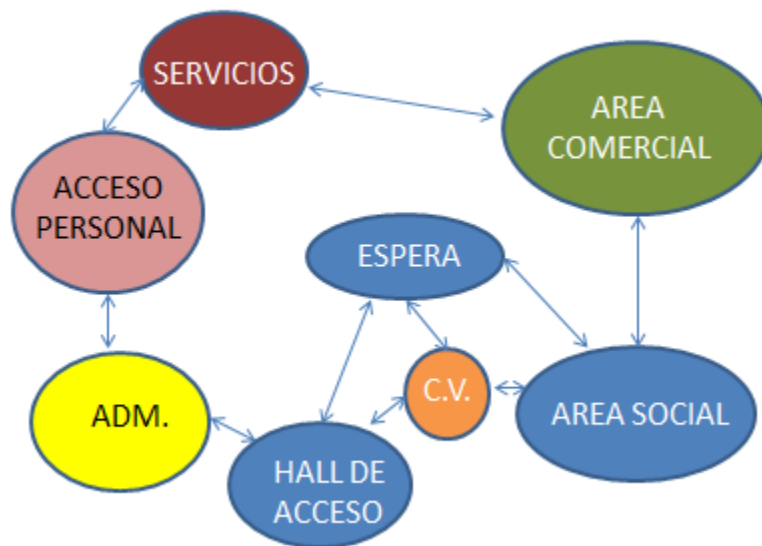 SERVICIOS
AREA
COMERCIAL
ACCESO
PERSONAL
ESPERA
C.V.
ADM.
AREA SOCIAL
HALL DE
ACCESO